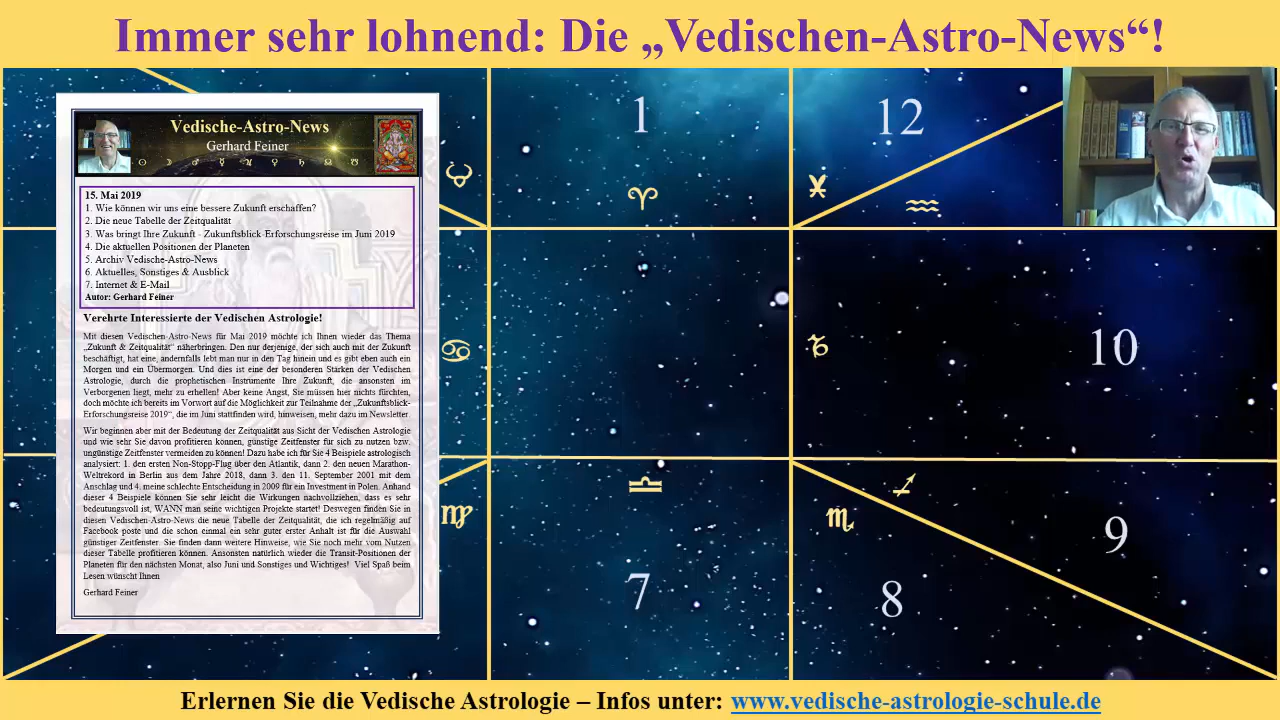 Immer sehr lohnend: Die „Vedischen-Astro-News“!
Vedische-Astro-News
Gerhard Feiner
15. Mai 2019
1. Wie können wir uns eine bessere Zukunft erschaffen?
2. Die neue Tabelle der Zeitqualität
3. Was bringt Ihre Zukunft - Zukunftsblick-Erforschungsreise im Juni 2019
4. Die aktuellen Positionen der Planeten
5. Archiv Vedische-Astro-News
6. Aktuelles, Sonstiges & Ausblick
7. Internet & E-Mail
Autor: Gerhard Feiner
Verehrte Interessierte der Vedischen Astrologie!
Mit diesen Vedischen-Astro-News für Mai 2019 möchte ich Ihnen wieder das Thema
„Zukunft & Zeitqualität“ näherbringen. Den nur derjenige, der sich auch mit der Zukunft
beschäftigt, hat eine, andernfalls lebt man nur in den Tag hinein und es gibt eben auch ein
Morgen und ein Übermorgen. Und dies ist eine der besonderen Stärken der Vedischen
Astrologie, durch die prophetischen Instrumente Ihre Zukunft, die ansonsten im
Verborgenen liegt, mehr zu erhellen! Aber keine Angst, Sie müssen hier nichts fürchten,
doch möchte ich bereits im Vorwort auf die Möglichkeit zur Teilnahme der „Zukunftsblick-
Erforschungsreise 2019“, die im Juni stattfinden wird, hinweisen, mehr dazu im Newsletter.
Wir beginnen aber mit der Bedeutung der Zeitqualität aus Sicht der Vedischen Astrologie
und wie sehr Sie davon profitieren können, günstige Zeitfenster für sich zu nutzen bzw.
ungünstige Zeitfenster vermeiden zu können! Dazu habe ich für Sie 4 Beispiele astrologisch
analysiert: 1. den ersten Non-Stopp-Flug über den Atlantik, dann 2. den neuen Marathon-
Weltrekord in Berlin aus dem Jahre 2018, dann 3. den 11. September 2001 mit dem
Anschlag und 4. meine schlechte Entscheidung in 2009 für ein Investment in Polen. Anhand
dieser 4 Beispiele können Sie sehr leicht die Wirkungen nachvollziehen, dass es sehr
bedeutungsvoll ist, WANN man seine wichtigen Projekte startet! Deswegen finden Sie in
diesen Vedischen-Astro-News die neue Tabelle der Zeitqualität, die ich regelmäßig auf
Facebook poste und die schon einmal ein sehr guter erster Anhalt ist für die Auswahl
günstiger Zeitfenster. Sie finden dann weitere Hinweise, wie Sie noch mehr vom Nutzen
dieser Tabelle profitieren können. Ansonsten natürlich wieder die Transit-Positionen der
Planeten für den nächsten Monat, also Juni und Sonstiges und Wichtiges! Viel Spaß beim
Lesen wünscht Ihnen
Gerhard Feiner
1
12
10
9
7
8
Erlernen Sie die Vedische Astrologie – Infos unter: www.vedische-astrologie-schule.de